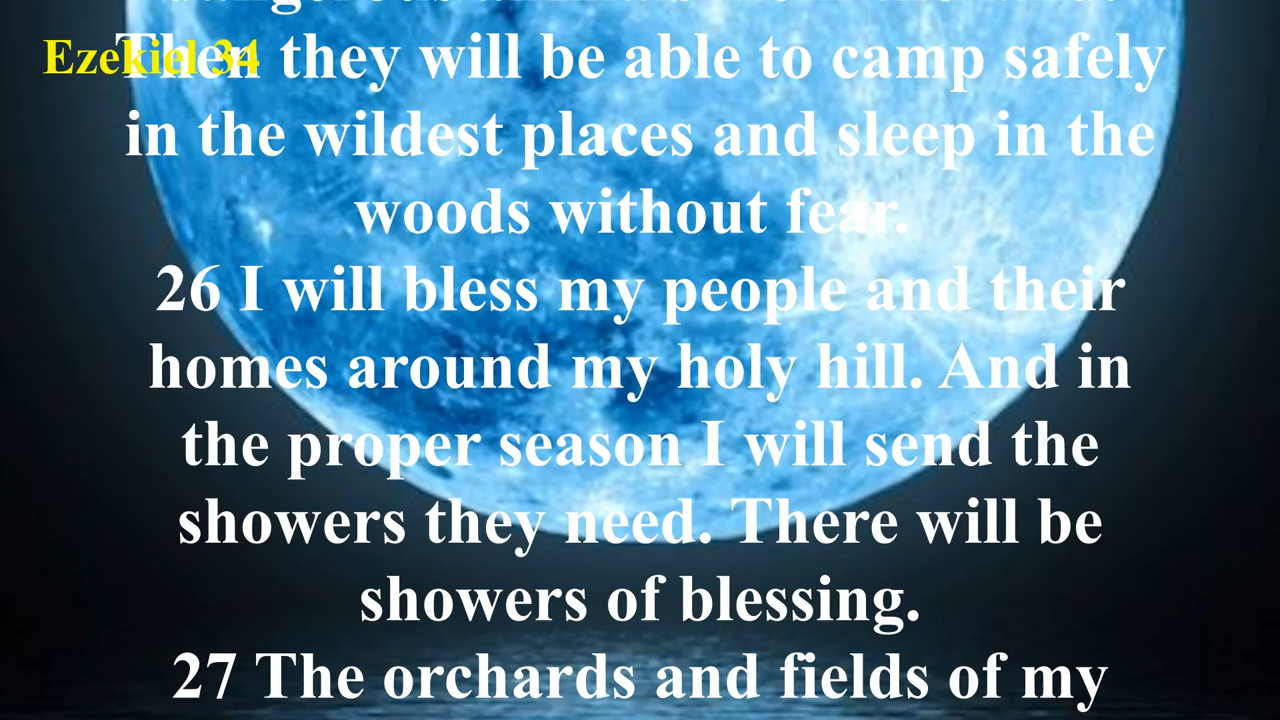 Ezekiel 34
Then they will be able to camp safely
in the wildest places and sleep in the
woods without fear.
26 I will bless my people and their
homes around my holy hill. And in
the proper season I will send the
showers they need. There will be
showers of blessing.
27 The orchards and fields of my